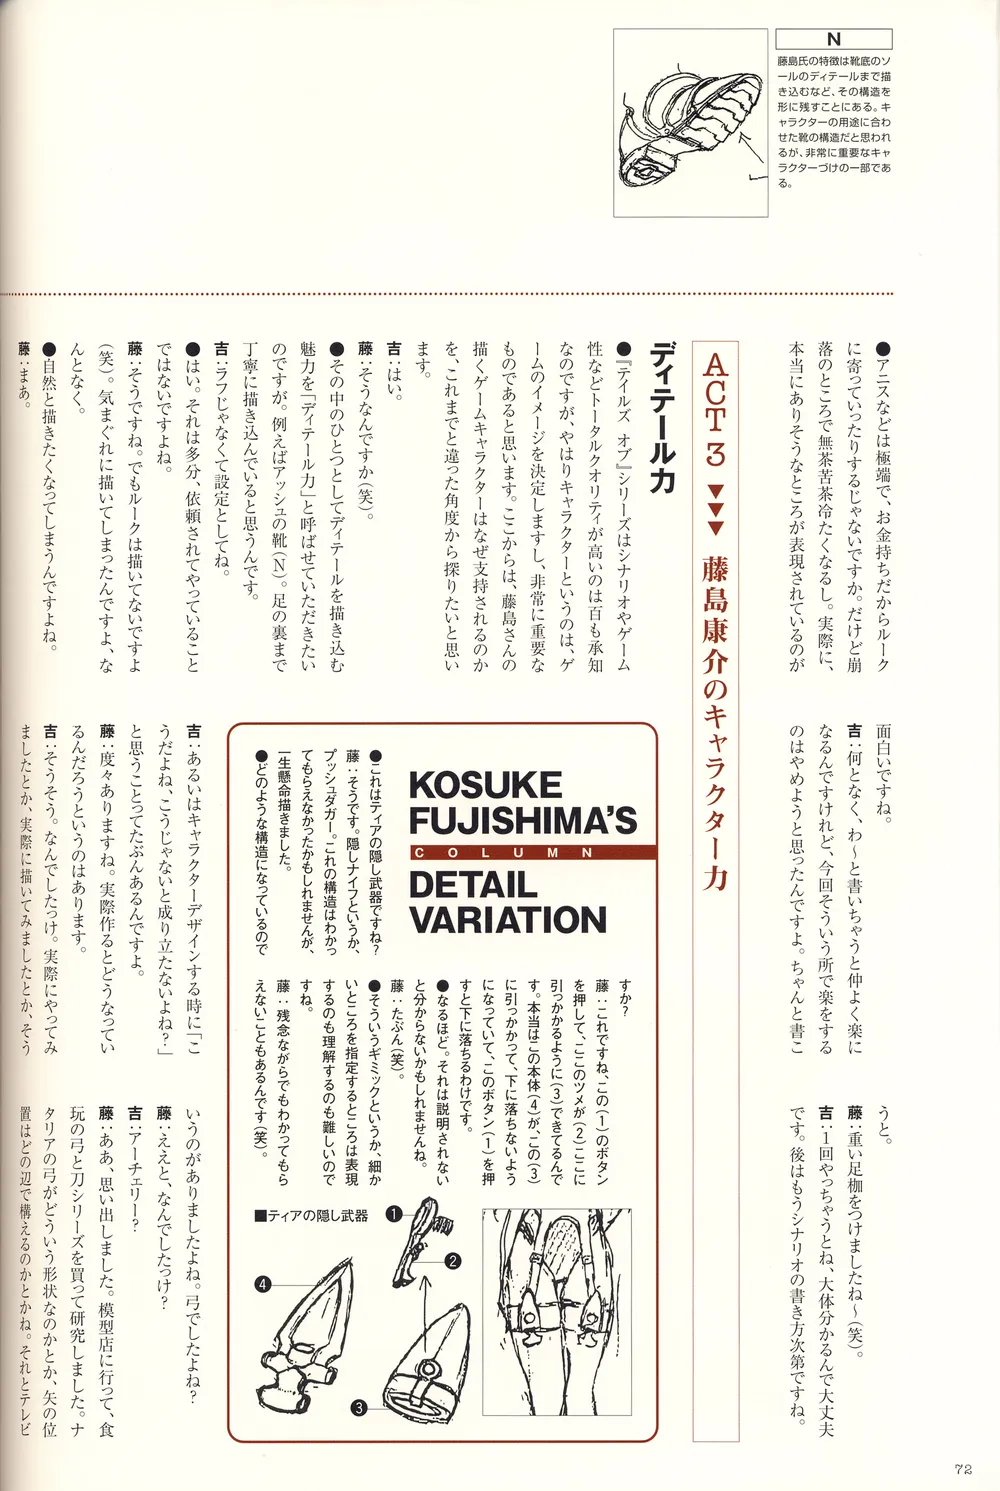 N
藤島氏の特徴は靴底のソ
ールのディテールまで描
き込むなど、その構造を
形に残すことにある。キ
ャラクターの用途に合わ
せた靴の構造だと思われ
るが、非常に重要なキャ
ラクターづけの一部であ
る。
●アニスなどは極端で、お金持ちだからルーク
に寄っていったりするじゃないですか。だけど崩
落のところで無茶苦茶冷たくなるし。実際に、
本当にありそうなところが表現されているのが
面白いですね。
吉：何となく、わ〜と書いちゃうと仲よく楽に
なるんですけれど、今回そういう所で楽をする
のはやめようと思ったんですよ。ちゃんと書こ
うと。
藤：重い足枷をつけましたね〜（笑）。
吉：1回やっちゃうとね、大体分かるんで大丈夫
です。後はもうシナリオの書き方次第ですね。
ACT 3 ▼▼▼ 藤島康介のキャラクター力
ディテール力
●『テイルズ オブ』シリーズはシナリオやゲーム
性などトータルクオリティが高いのは百も承知
なのですが、やはりキャラクターというのは、ゲ
ームのイメージを決定しますし、非常に重要な
ものであると思います。ここからは、藤島さんの
描くゲームキャラクターはなぜ支持されるのか
を、これまでと違った角度から探りたいと思い
ます。
吉：はい。
藤：そうなんですか（笑）。
●その中のひとつとしてディテールを描き込む
魅力を「ディテール力」と呼ばせていただきたい
のですが。例えばアッシュの靴（N）。足の裏まで
丁寧に描き込んでいると思うんです。
吉：ラフじゃなくて設定としてね。
●はい。それは多分、依頼されてやっていること
ではないですよね。
藤：そうですね。でもルークは描いてないですよ
（笑）。気まぐれに描いてしまったんですよ、な
んとなく。
●自然と描きたくなってしまうんですよね。
藤：まあ。
吉：あるいはキャラクターデザインする時に「こ
うだよね、こうじゃないと成り立たないよね？」
と思うことってたぶんあるんですよ。
藤：度々ありますね。実際作るとどうなってい
るんだろうというのはあります。
吉：そうそう。なんでしたっけ。実際にやってみ
ましたとか、実際に描いてみましたとか、そう
いうのがありましたよね。弓でしたよね？
藤：ええと、なんでしたっけ？
吉：アーチェリー？
藤：ああ、思い出しました。模型店に行って、食
玩の弓と刀シリーズを買って研究しました。ナ
タリアの弓がどういう形状なのかとか、矢の位
置はどの辺で構えるのかとかね。それとテレビ
KOSUKE
FUJISHIMA'S
COLUMN
DETAIL
VARIATION
●これはティアの隠し武器ですね？
藤：そうです。隠しナイフというか、
プッシュダガー。これの構造はわかっ
てもらえなかったかもしれませんが、
一生懸命描きました。
●どのような構造になっているので
すか？
藤：これですね、この（1）のボタン
を押して、ここのツメが（2）ここに
引っかかるように（3）できてるんで
す。本当はこの本体（4）が、この（3）
に引っかかって、下に落ちないよう
になっていて、このボタン（1）を押
すと下に落ちるわけです。
●なるほど。それは説明されない
と分からないかもしれませんね。
藤：たぶん（笑）。
●そういうギミックというか、細か
いところを指定するところは表現
するのも理解するのも難しいので
すね。
藤：残念ながらでもわかってもら
えないこともあるんです（笑）。
■ティアの隠し武器
1
2
3
4
72